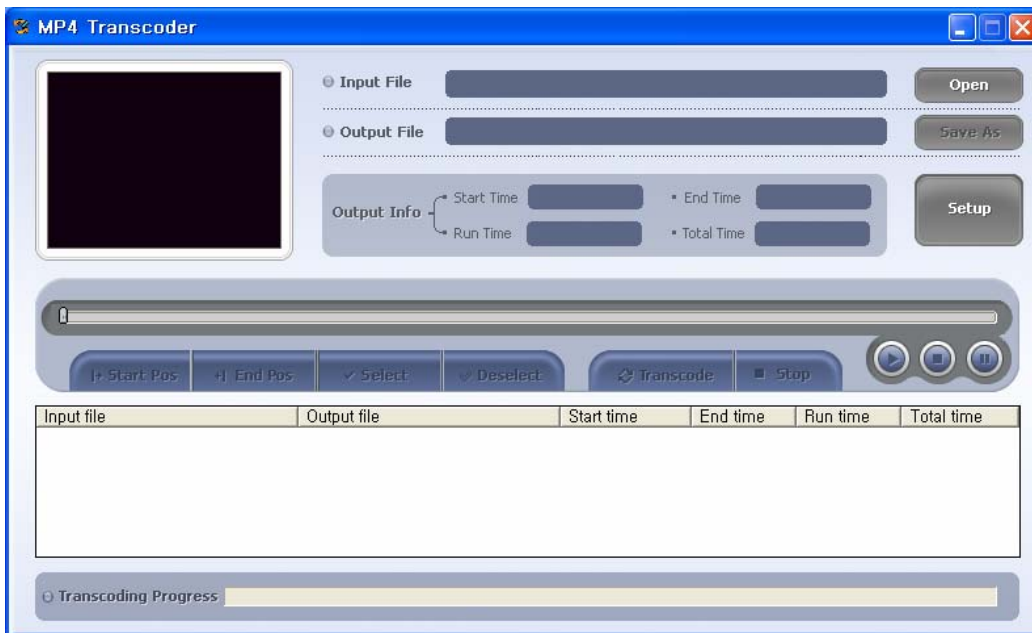 MP4 Transcoder
Input File
Open
Output File
Save As
Output Info
Start Time
End Time
Run Time
Total Time
Setup
Start Pos
End Pos
Select
Deselect
Transcode
Stop
Input file Output file Start time End time Run time Total time
Transcoding Progress